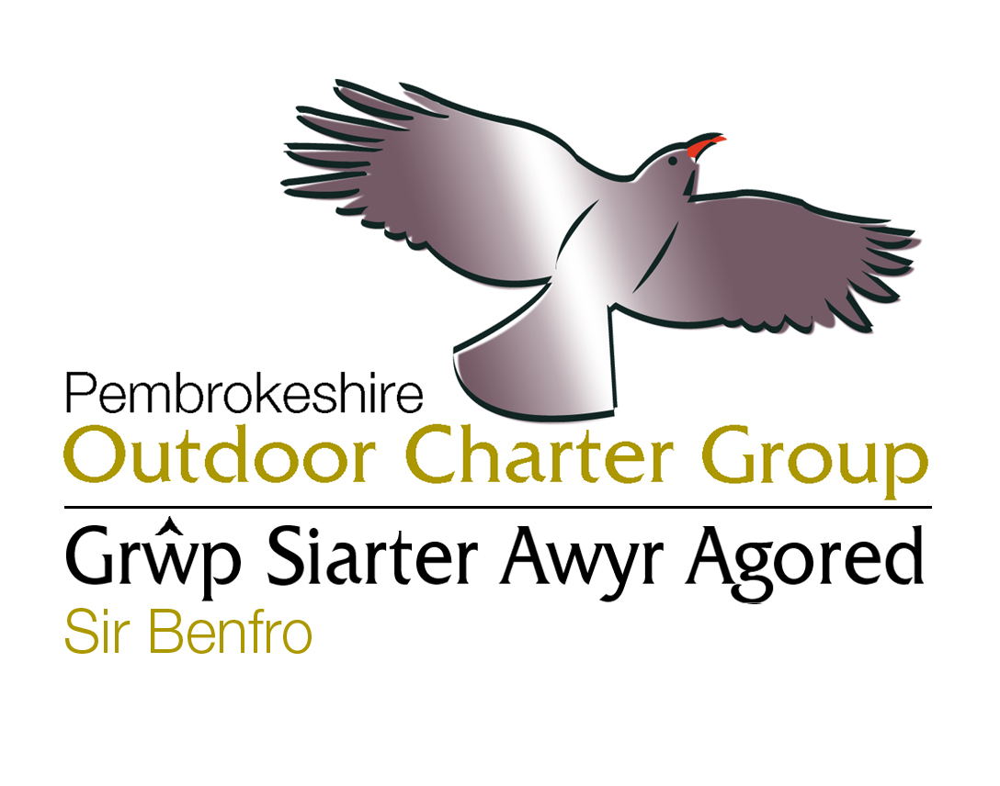 Pembrokeshire
Outdoor Charter Group
Grŵp Siarter Awyr Agored
Sir Benfro